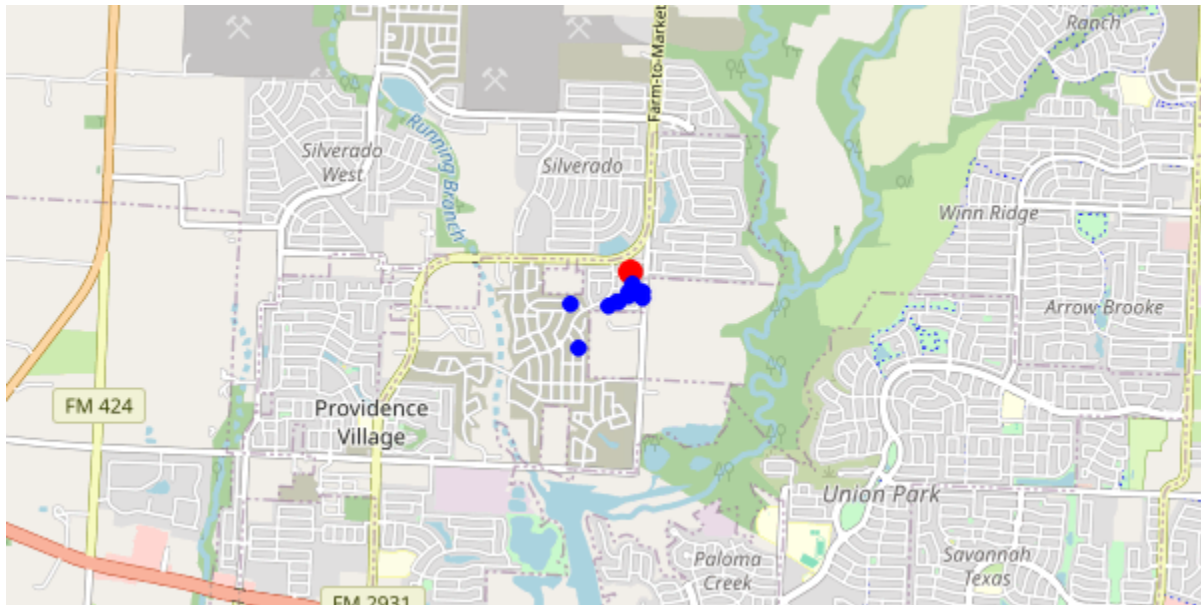 Ranch
Farm-to-Market
Running Branch
Silverado
West
Silverado
Winn Ridge
Arrow Brooke
FM 424
Providence
Village
Union Park
Paloma
Creek
Savannah
Texas
FM 2931